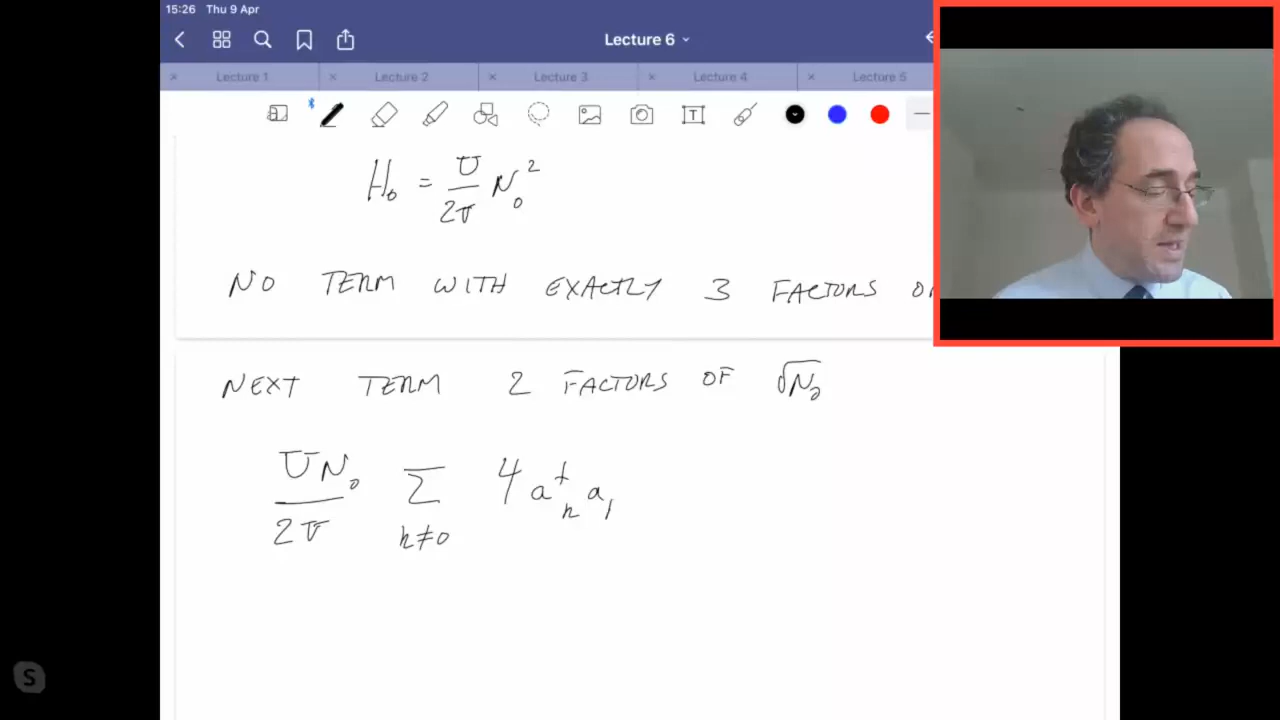 15:26 Thu 9 Apr
Lecture 6
Lecture 1 Lecture 2 Lecture 3 Lecture 4 Lecture 5
T
H₀ = U/2V N₀²
NO TERM WITH EXACTLY 3 FACTORS
NEXT TERM 2 FACTORS OF √N₀
UN₀/2V Σ k≠0 4 a†ₖ a
S